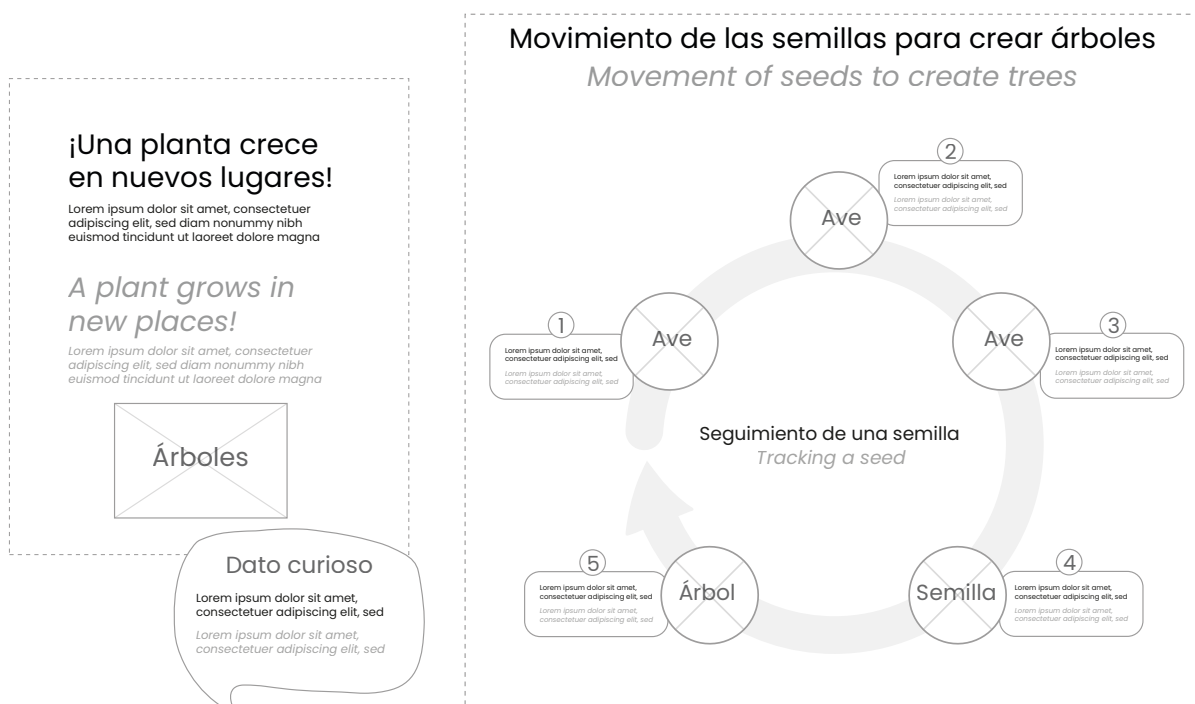 ¡Una planta crece
en nuevos lugares!
Lorem ipsum dolor sit amet, consectetuer
adipiscing elit, sed diam nonummy nibh
euismod tincidunt ut laoreet dolore magna
A plant grows in
new places!
Lorem ipsum dolor sit amet, consectetuer
adipiscing elit, sed diam nonummy nibh
euismod tincidunt ut laoreet dolore magna
Árboles
Dato curioso
Lorem ipsum dolor sit amet,
consectetuer adipiscing elit, sed
Lorem ipsum dolor sit amet,
consectetuer adipiscing elit, sed
Movimiento de las semillas para crear árboles
Movement of seeds to create trees
1
Lorem ipsum dolor sit amet,
consectetuer adipiscing elit, sed
Lorem ipsum dolor sit amet,
consectetuer adipiscing elit, sed
Ave
2
Lorem ipsum dolor sit amet,
consectetuer adipiscing elit, sed
Lorem ipsum dolor sit amet,
consectetuer adipiscing elit, sed
Ave
3
Lorem ipsum dolor sit amet,
consectetuer adipiscing elit, sed
Lorem ipsum dolor sit amet,
consectetuer adipiscing elit, sed
Ave
Seguimiento de una semilla
Tracking a seed
4
Lorem ipsum dolor sit amet,
consectetuer adipiscing elit, sed
Lorem ipsum dolor sit amet,
consectetuer adipiscing elit, sed
Semilla
5
Lorem ipsum dolor sit amet,
consectetuer adipiscing elit, sed
Lorem ipsum dolor sit amet,
consectetuer adipiscing elit, sed
Árbol